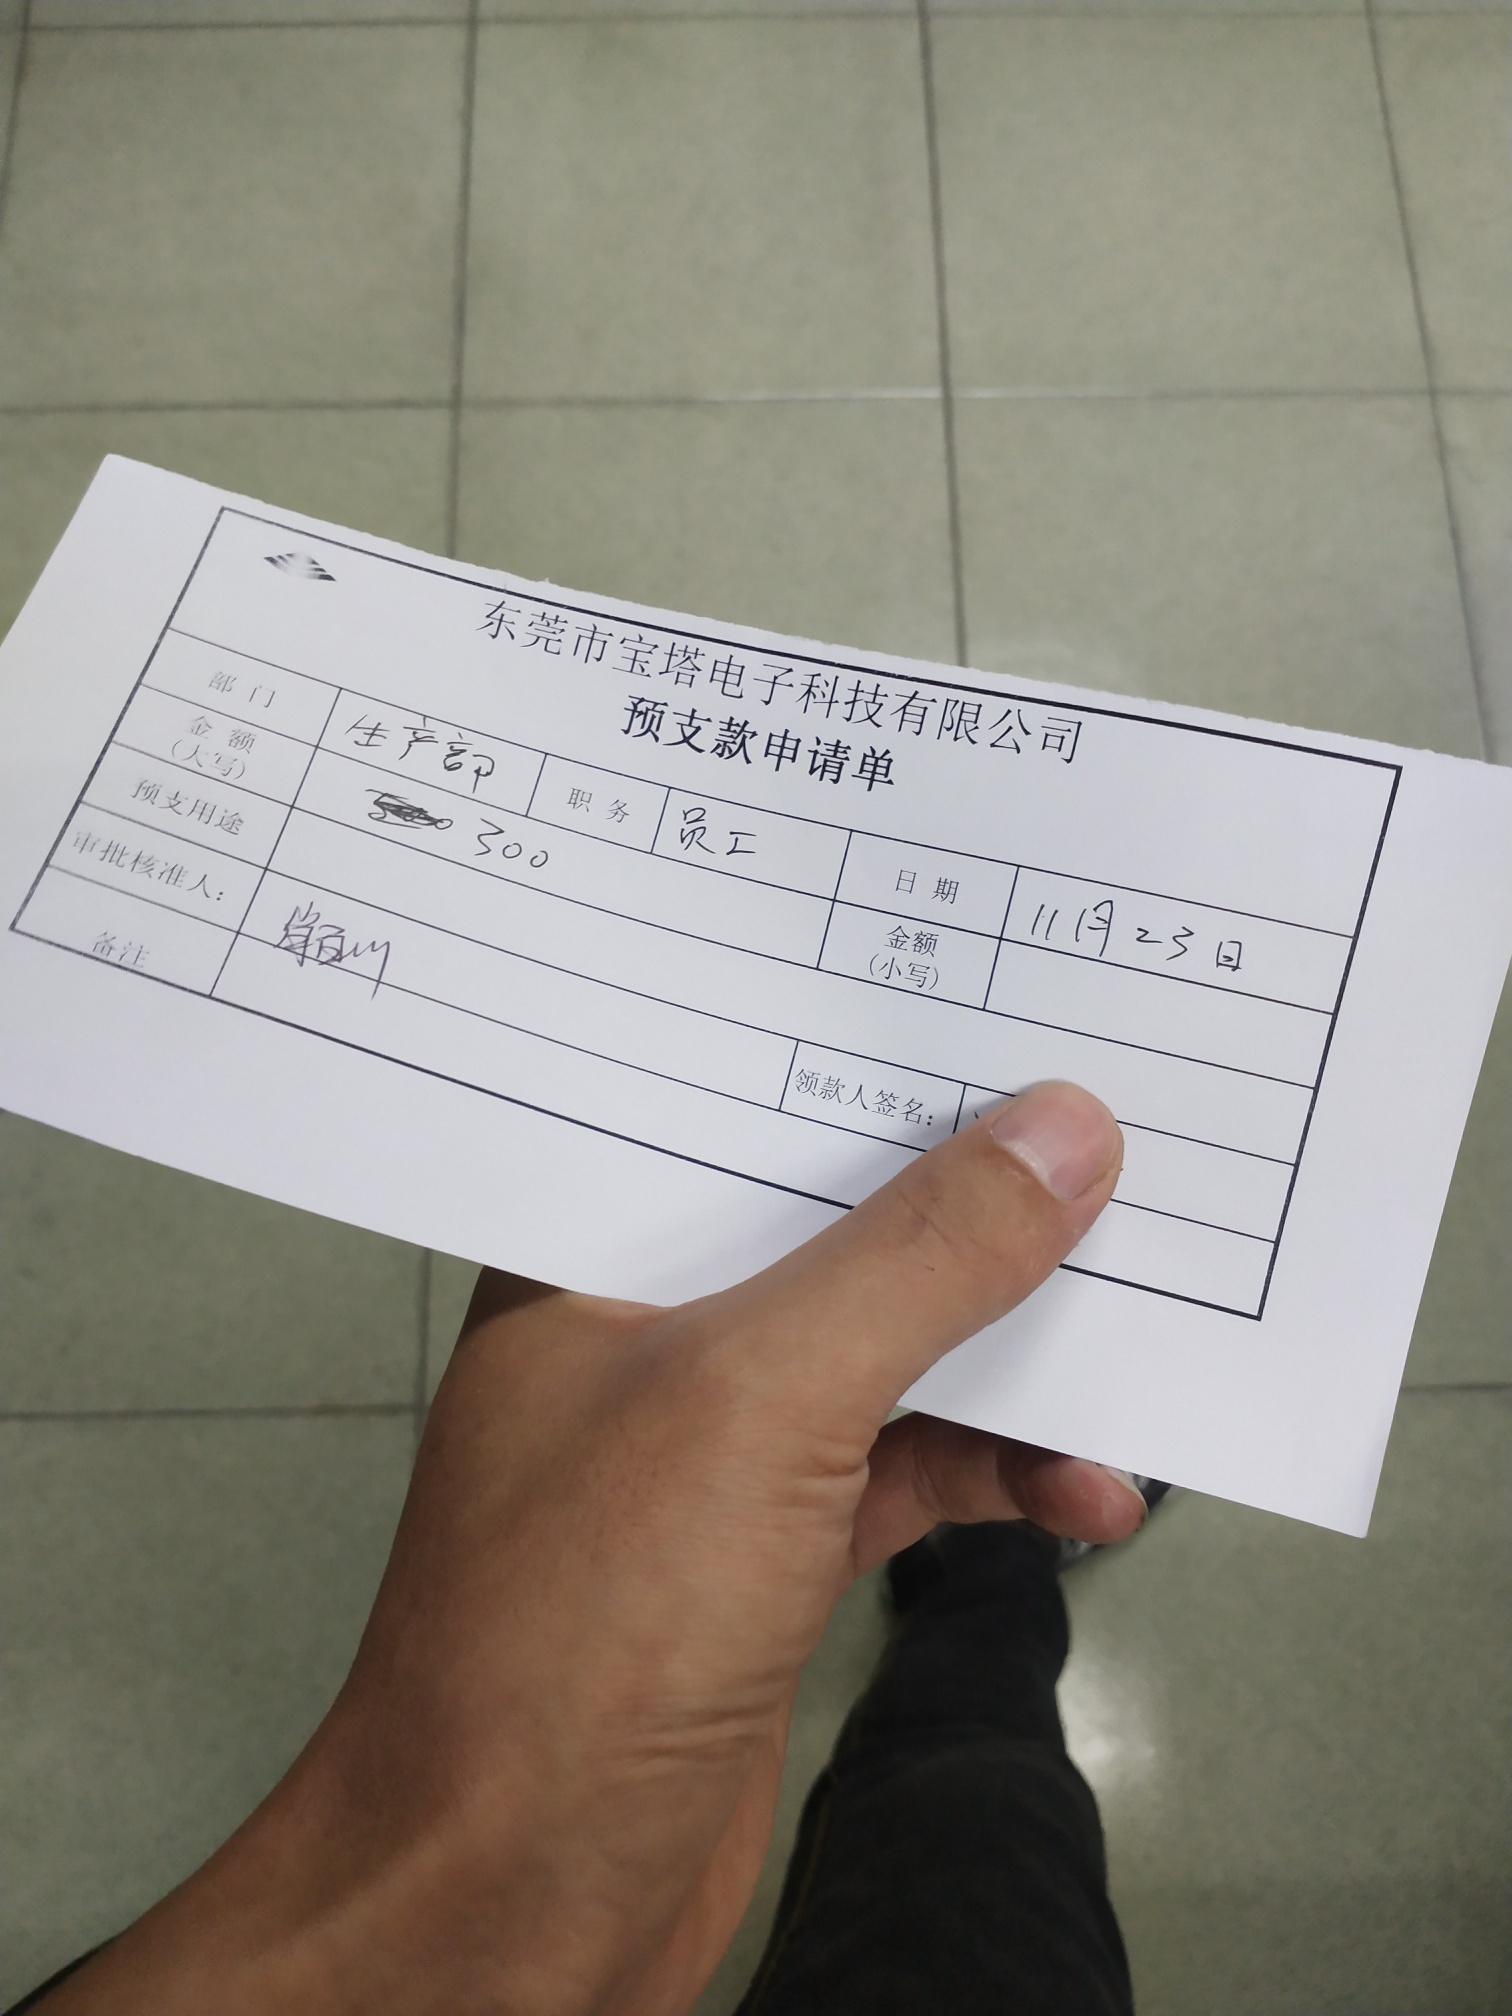 东莞市宝塔电子科技有限公司
预支款申请单
部 门 生产部 职 务 员工 日 期 11月23日
金 额 (大写) 300 金额 (小写)
预支用途
审批核准人: 领款人签名:
备注